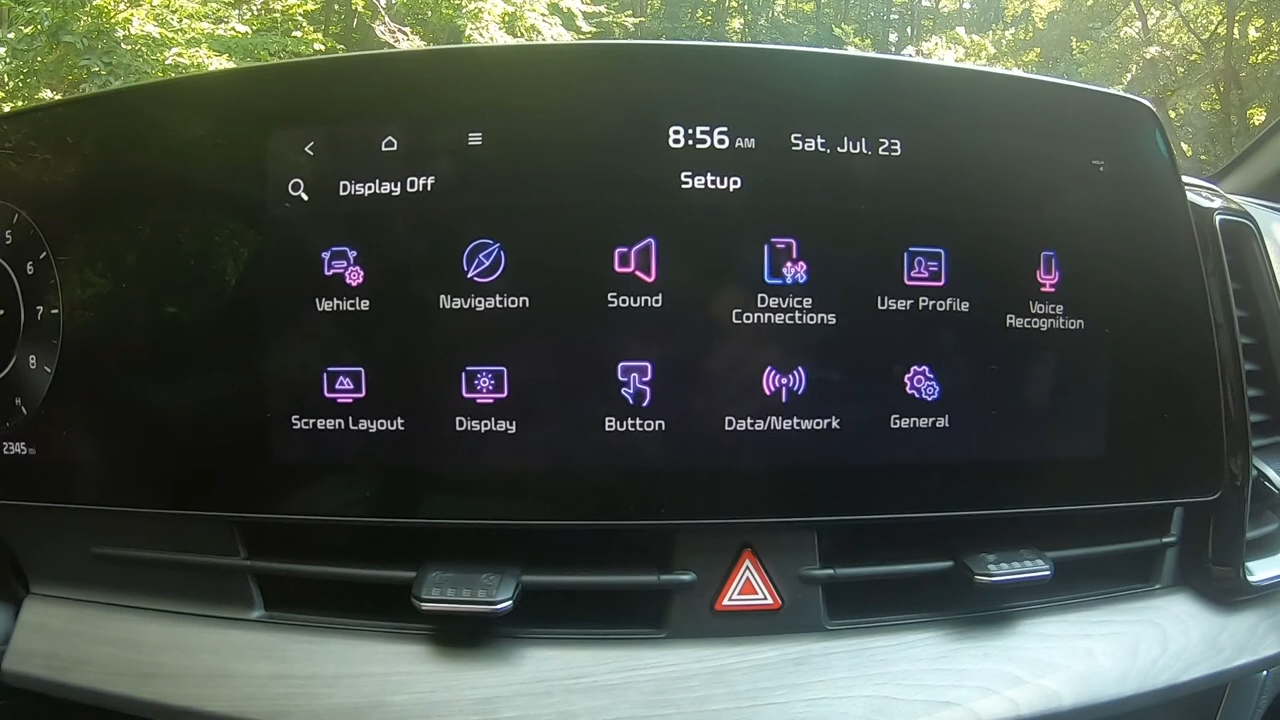 8:56 AM Sat, Jul. 23
Display Off
Setup
Vehicle
Navigation
Sound
Device
Connections
User Profile
Voice
Recognition
Screen Layout
Display
Button
Data/Network
General
5
6
7
8
H
2345 mi